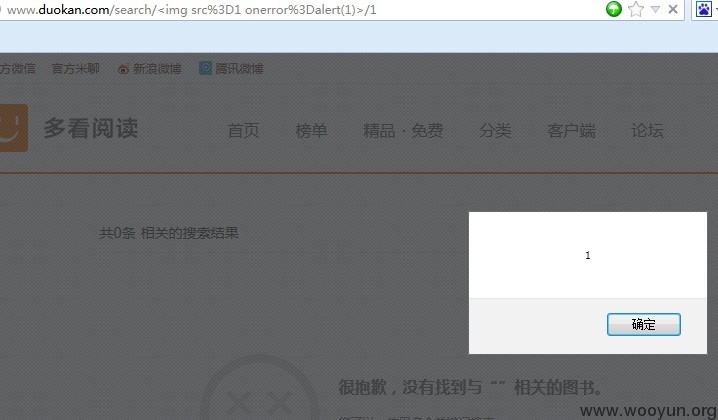 www.duokan.com/search/<img src%3D1 onerror%3Dalert(1)>/1
方微信 官方米聊 新浪微博 腾讯微博
多看阅读 首页 榜单 精品·免费 分类 客户端 论坛
共0条 相关的搜索结果
1
确定
很抱歉，没有找到与“”相关的图书。
www.wooyun.org